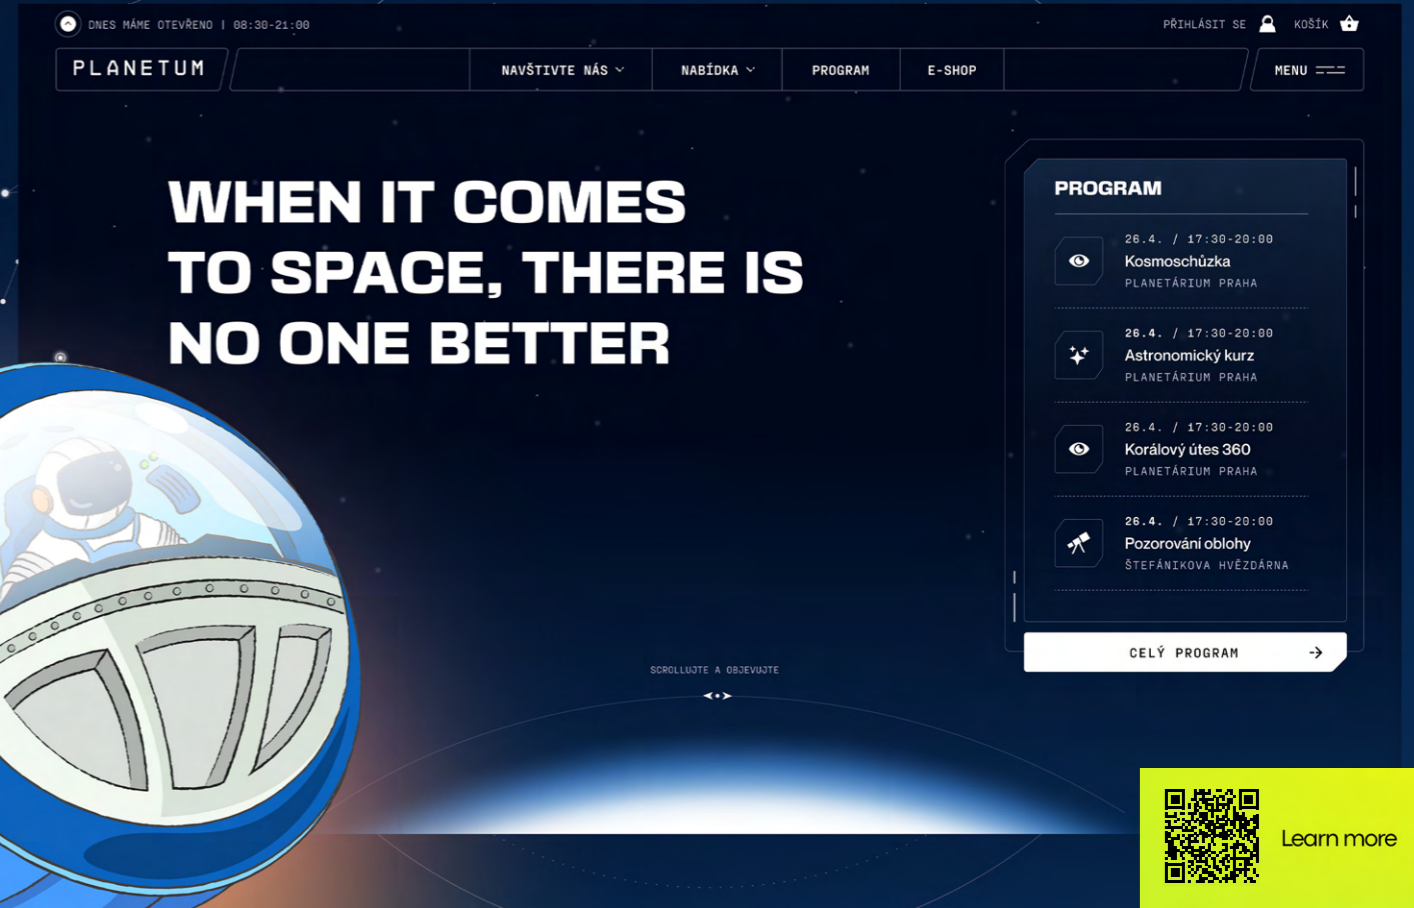 DNES MÁME OTEVŘENO | 08:30-21:00
PŘIHLÁSIT SE
KOŠÍK
PLANETUM
NAVŠTIVTE NÁS
NABÍDKA
PROGRAM
E-SHOP
MENU
WHEN IT COMES
TO SPACE, THERE IS
NO ONE BETTER
PROGRAM
26.4. / 17:30-20:00
Kosmoschůzka
PLANETÁRIUM PRAHA
26.4. / 17:30-20:00
Astronomický kurz
PLANETÁRIUM PRAHA
26.4. / 17:30-20:00
Korálový útes 360
PLANETÁRIUM PRAHA
26.4. / 17:30-20:00
Pozorování oblohy
ŠTEFÁNIKOVA HVĚZDÁRNA
CELÝ PROGRAM
SCROLLUJTE A OBJEVUJTE
Learn more